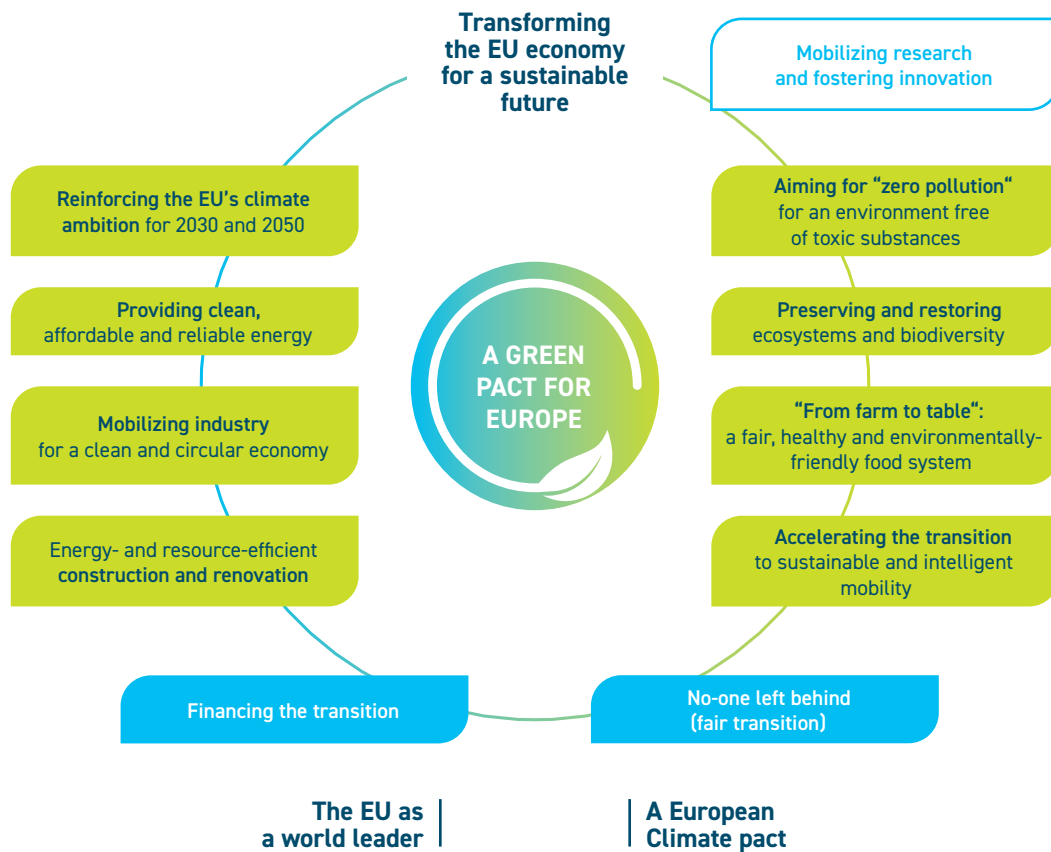 Transforming
the EU economy
for a sustainable
future
Mobilizing research
and fostering innovation
Reinforcing the EU’s climate
ambition for 2030 and 2050
Providing clean,
affordable and reliable energy
Mobilizing industry
for a clean and circular economy
Energy- and resource-efficient
construction and renovation
A GREEN
PACT FOR
EUROPE
Aiming for “zero pollution“
for an environment free
of toxic substances
Preserving and restoring
ecosystems and biodiversity
“From farm to table“:
a fair, healthy and environmentally-
friendly food system
Accelerating the transition
to sustainable and intelligent
mobility
Financing the transition
No-one left behind
(fair transition)
The EU as
a world leader
A European
Climate pact